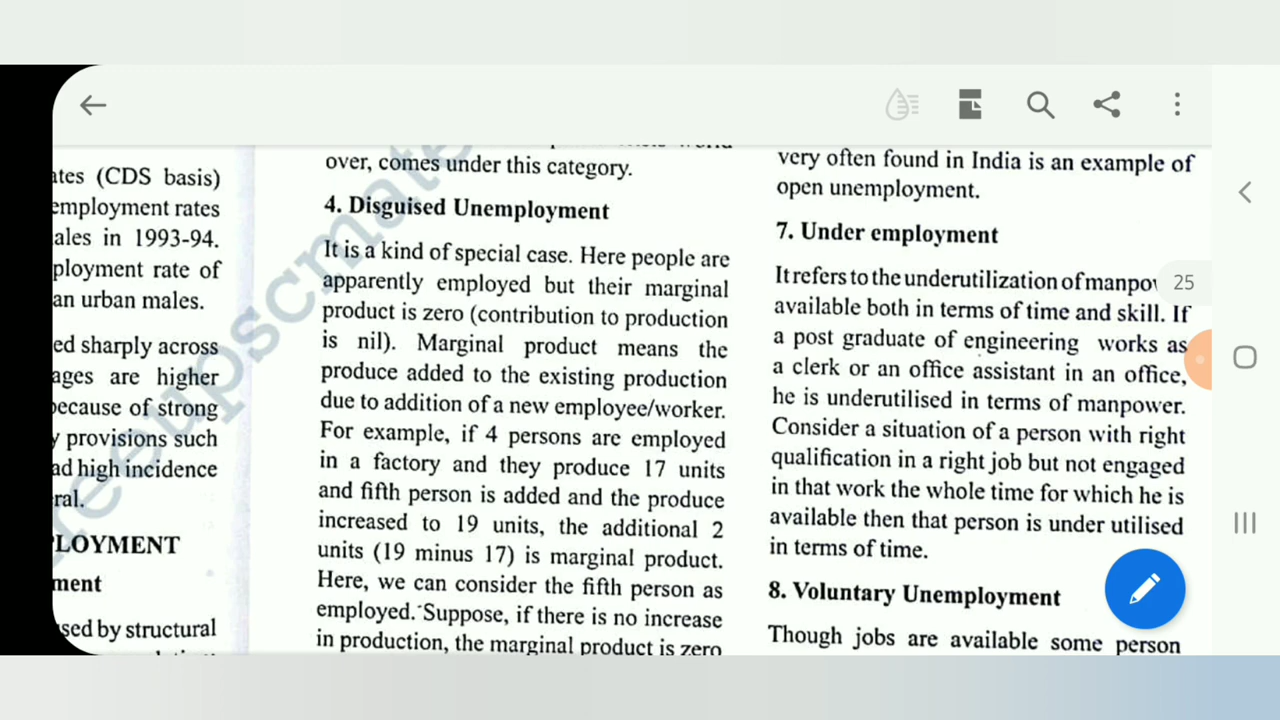 ates (CDS basis)
employment rates
ales in 1993-94.
ployment rate of
an urban males.
ed sharply across
ages are higher
because of strong
y provisions such
ad high incidence
ral.
PLOYMENT
ment
sed by structural
over, comes under this category.
4. Disguised Unemployment
It is a kind of special case. Here people are
apparently employed but their marginal
product is zero (contribution to production
is nil). Marginal product means the
produce added to the existing production
due to addition of a new employee/worker.
For example, if 4 persons are employed
in a factory and they produce 17 units
and fifth person is added and the produce
increased to 19 units, the additional 2
units (19 minus 17) is marginal product.
Here, we can consider the fifth person as
employed. Suppose, if there is no increase
in production, the marginal product is zero
very often found in India is an example of
open unemployment.
7. Under employment
It refers to the underutilization of manpow
available both in terms of time and skill. If
a post graduate of engineering works as
a clerk or an office assistant in an office,
he is underutilised in terms of manpower.
Consider a situation of a person with right
qualification in a right job but not engaged
in that work the whole time for which he is
available then that person is under utilised
in terms of time.
8. Voluntary Unemployment
Though jobs are available some person
25
freeupscmate